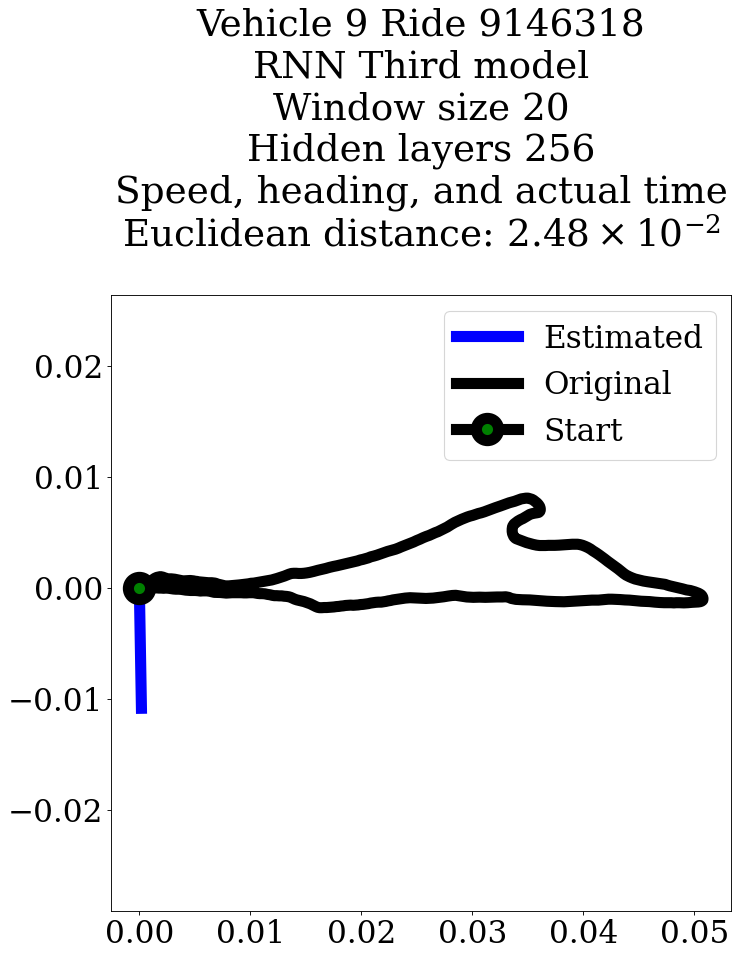 Vehicle 9 Ride 9146318
RNN Third model
Window size 20
Hidden layers 256
Speed, heading, and actual time
Euclidean distance: 2.48 × 10⁻²
Estimated
Original
Start
0.02
0.01
0.00
−0.01
−0.02
0.00 0.01 0.02 0.03 0.04 0.05